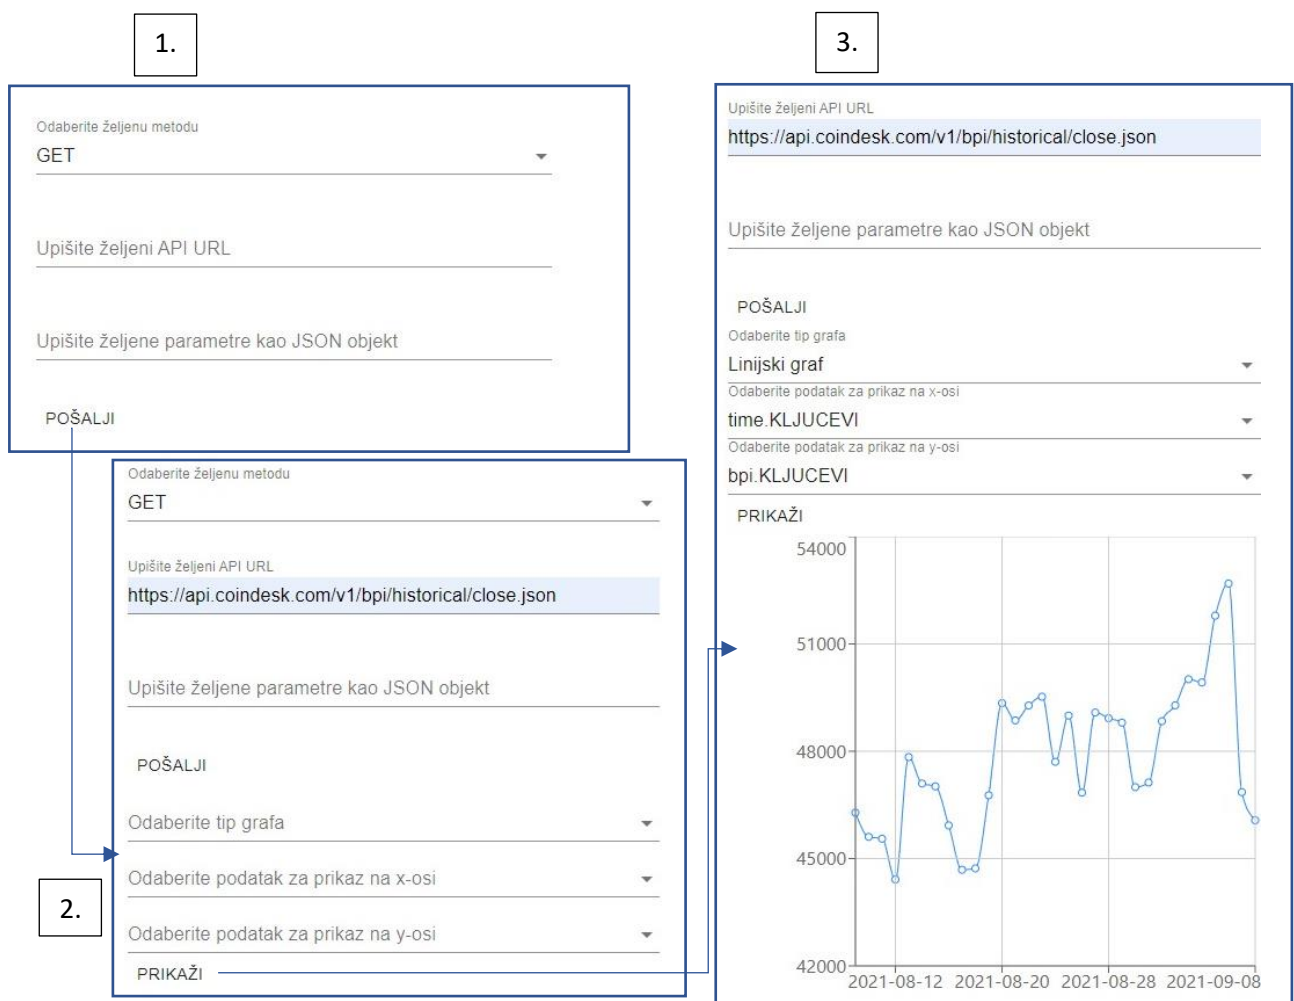 1.
Odaberite željenu metodu
GET
Upišite željeni API URL
Upišite željene parametre kao JSON objekt
POŠALJI
2.
Odaberite željenu metodu
GET
Upišite željeni API URL
https://api.coindesk.com/v1/bpi/historical/close.json
Upišite željene parametre kao JSON objekt
POŠALJI
Odaberite tip grafa
Odaberite podatak za prikaz na x-osi
Odaberite podatak za prikaz na y-osi
PRIKAŽI
3.
Upišite željeni API URL
https://api.coindesk.com/v1/bpi/historical/close.json
Upišite željene parametre kao JSON objekt
POŠALJI
Odaberite tip grafa
Linijski graf
Odaberite podatak za prikaz na x-osi
time.KLJUCEVI
Odaberite podatak za prikaz na y-osi
bpi.KLJUCEVI
PRIKAŽI
54000
51000
48000
45000
42000
2021-08-12 2021-08-20 2021-08-28 2021-09-08